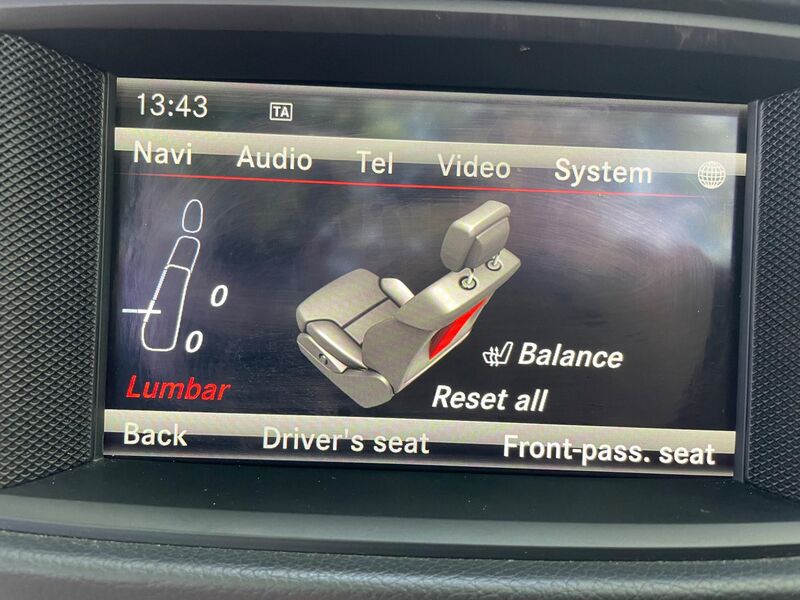 13:43 TA
Navi Audio Tel Video System
0
0
Balance
Lumbar
Reset all
Back Driver's seat Front-pass. seat